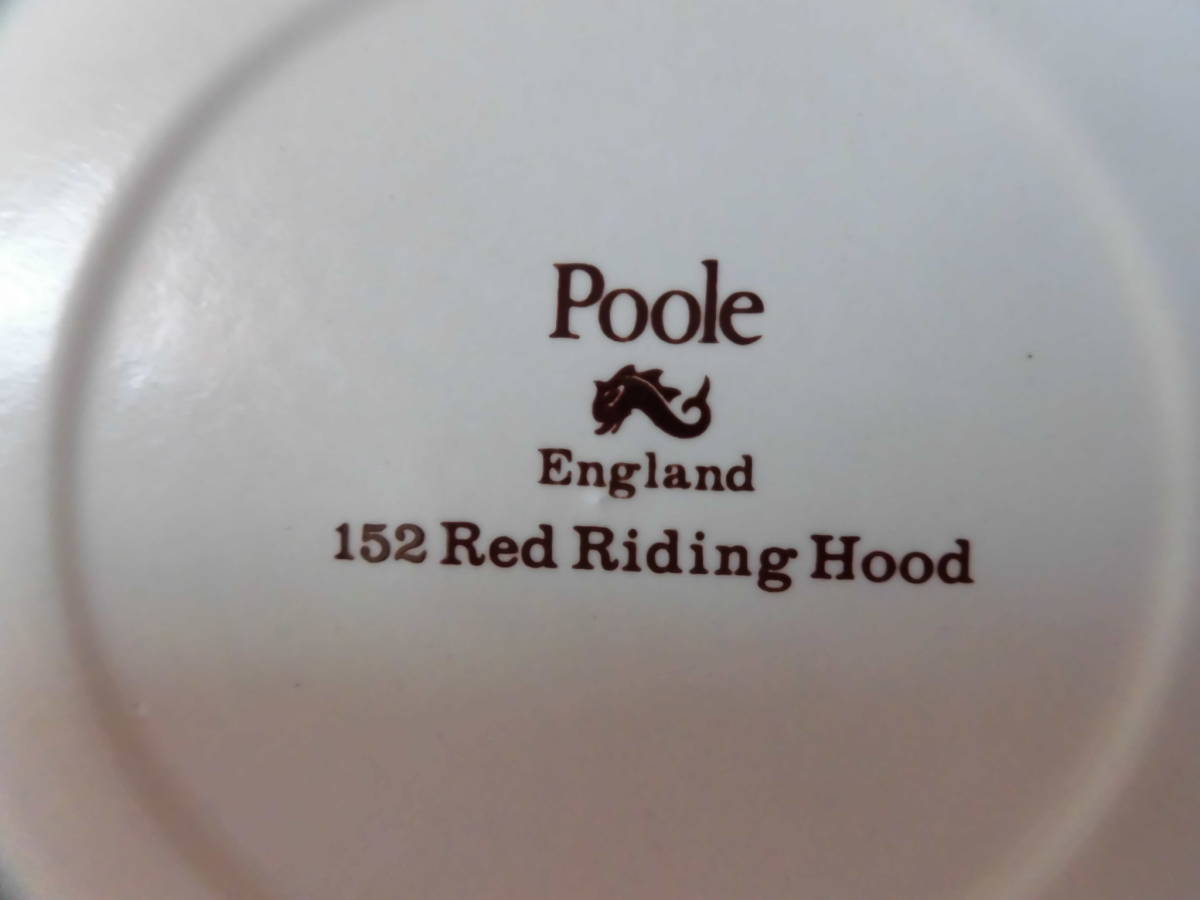 Poole
England
152 Red Riding Hood